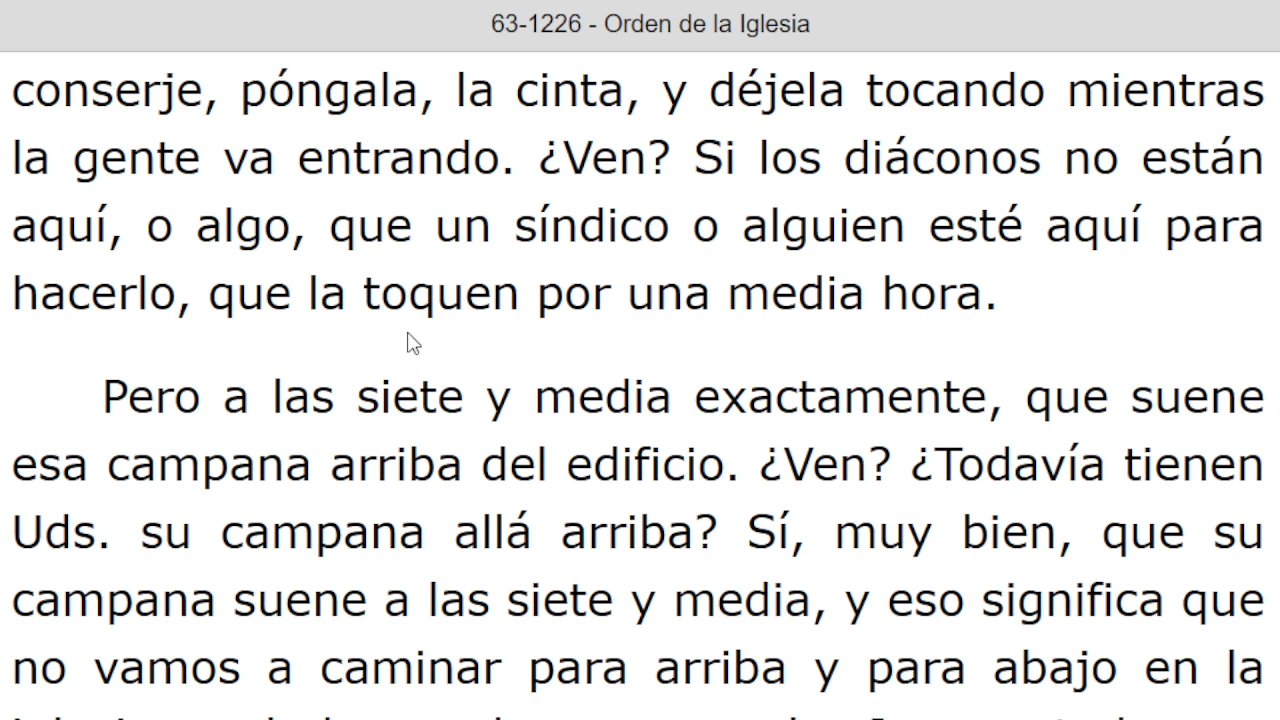 63-1226 - Orden de la Iglesia
conserje, póngala, la cinta, y déjela tocando mientras
la gente va entrando. ¿Ven? Si los diáconos no están
aquí, o algo, que un síndico o alguien esté aquí para
hacerlo, que la toquen por una media hora.
Pero a las siete y media exactamente, que suene
esa campana arriba del edificio. ¿Ven? ¿Todavía tienen
Uds. su campana allá arriba? Sí, muy bien, que su
campana suene a las siete y media, y eso significa que
no vamos a caminar para arriba y para abajo en la